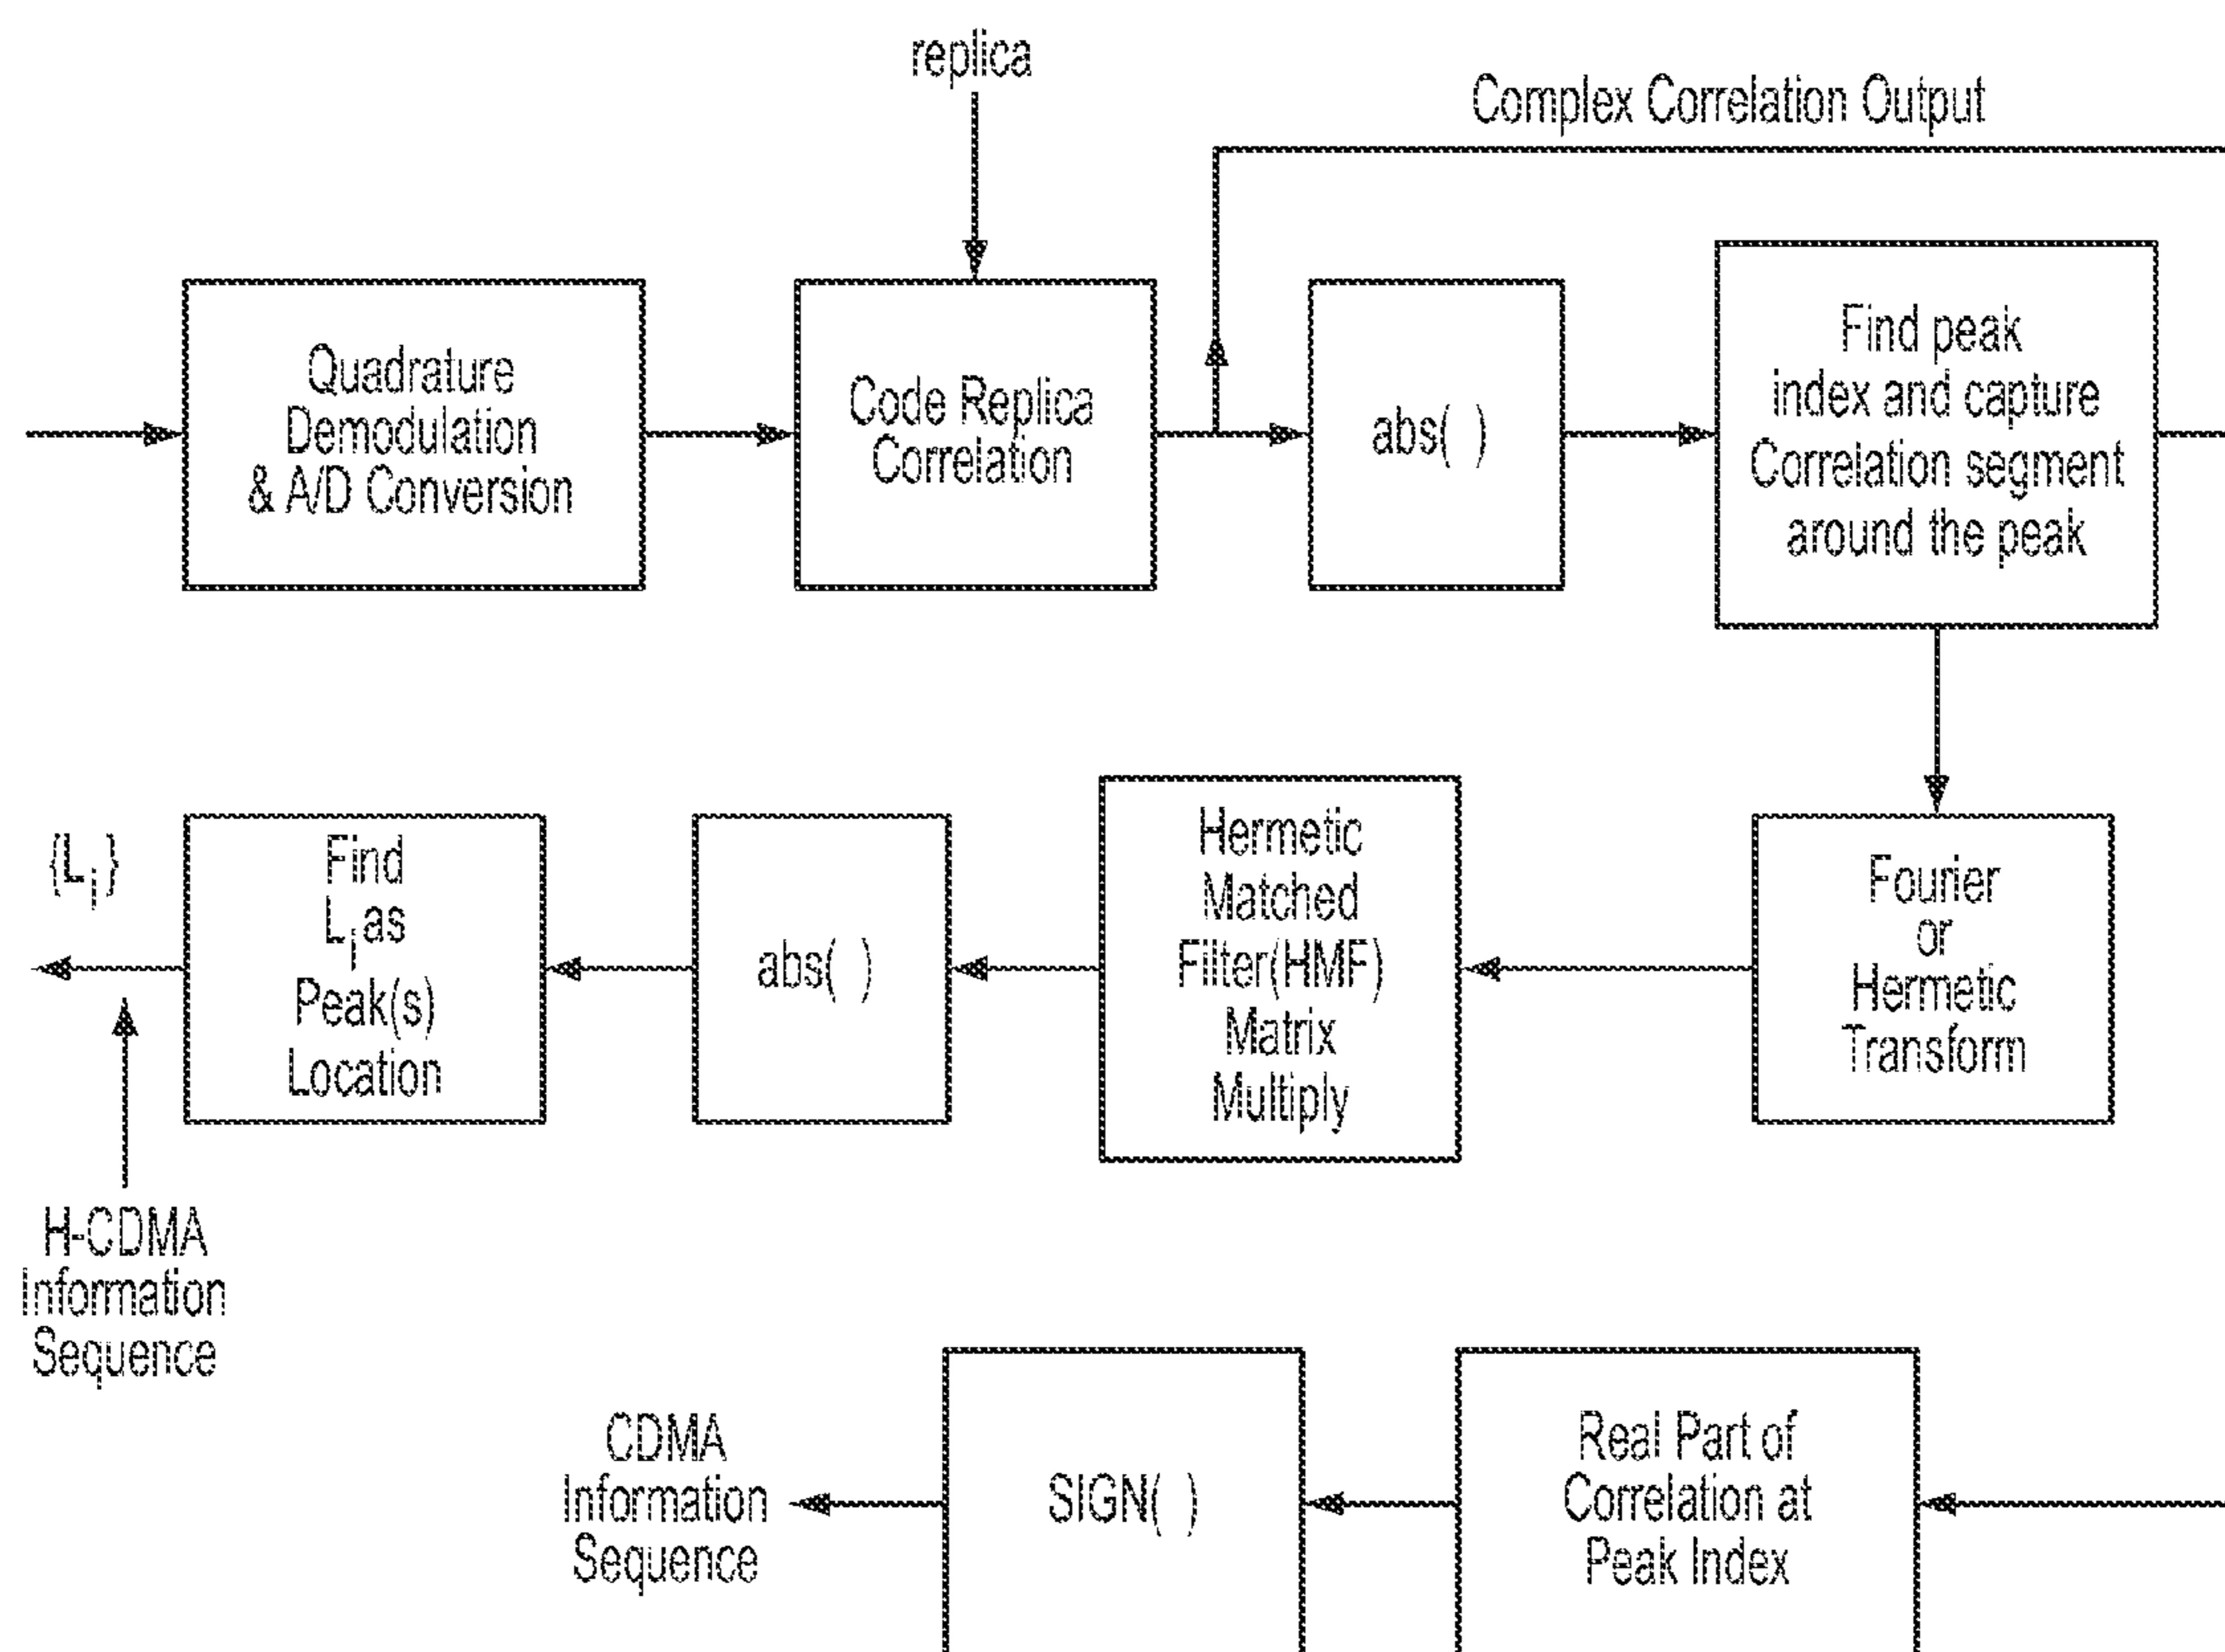 replica
Complex Correlation Output
Quadrature
Demodulation
& A/D Conversion
Code Replica
Correlation
abs( )
Find peak
index and capture
Correlation segment
around the peak
{Li}
Find
Li as
Peak(s)
Location
abs( )
Hermetic
Matched
Filter(HMF)
Matrix
Multiply
Fourier
or
Hermetic
Transform
H-CDMA
Information
Sequence
CDMA
Information
Sequence
SIGN( )
Real Part of
Correlation at
Peak Index